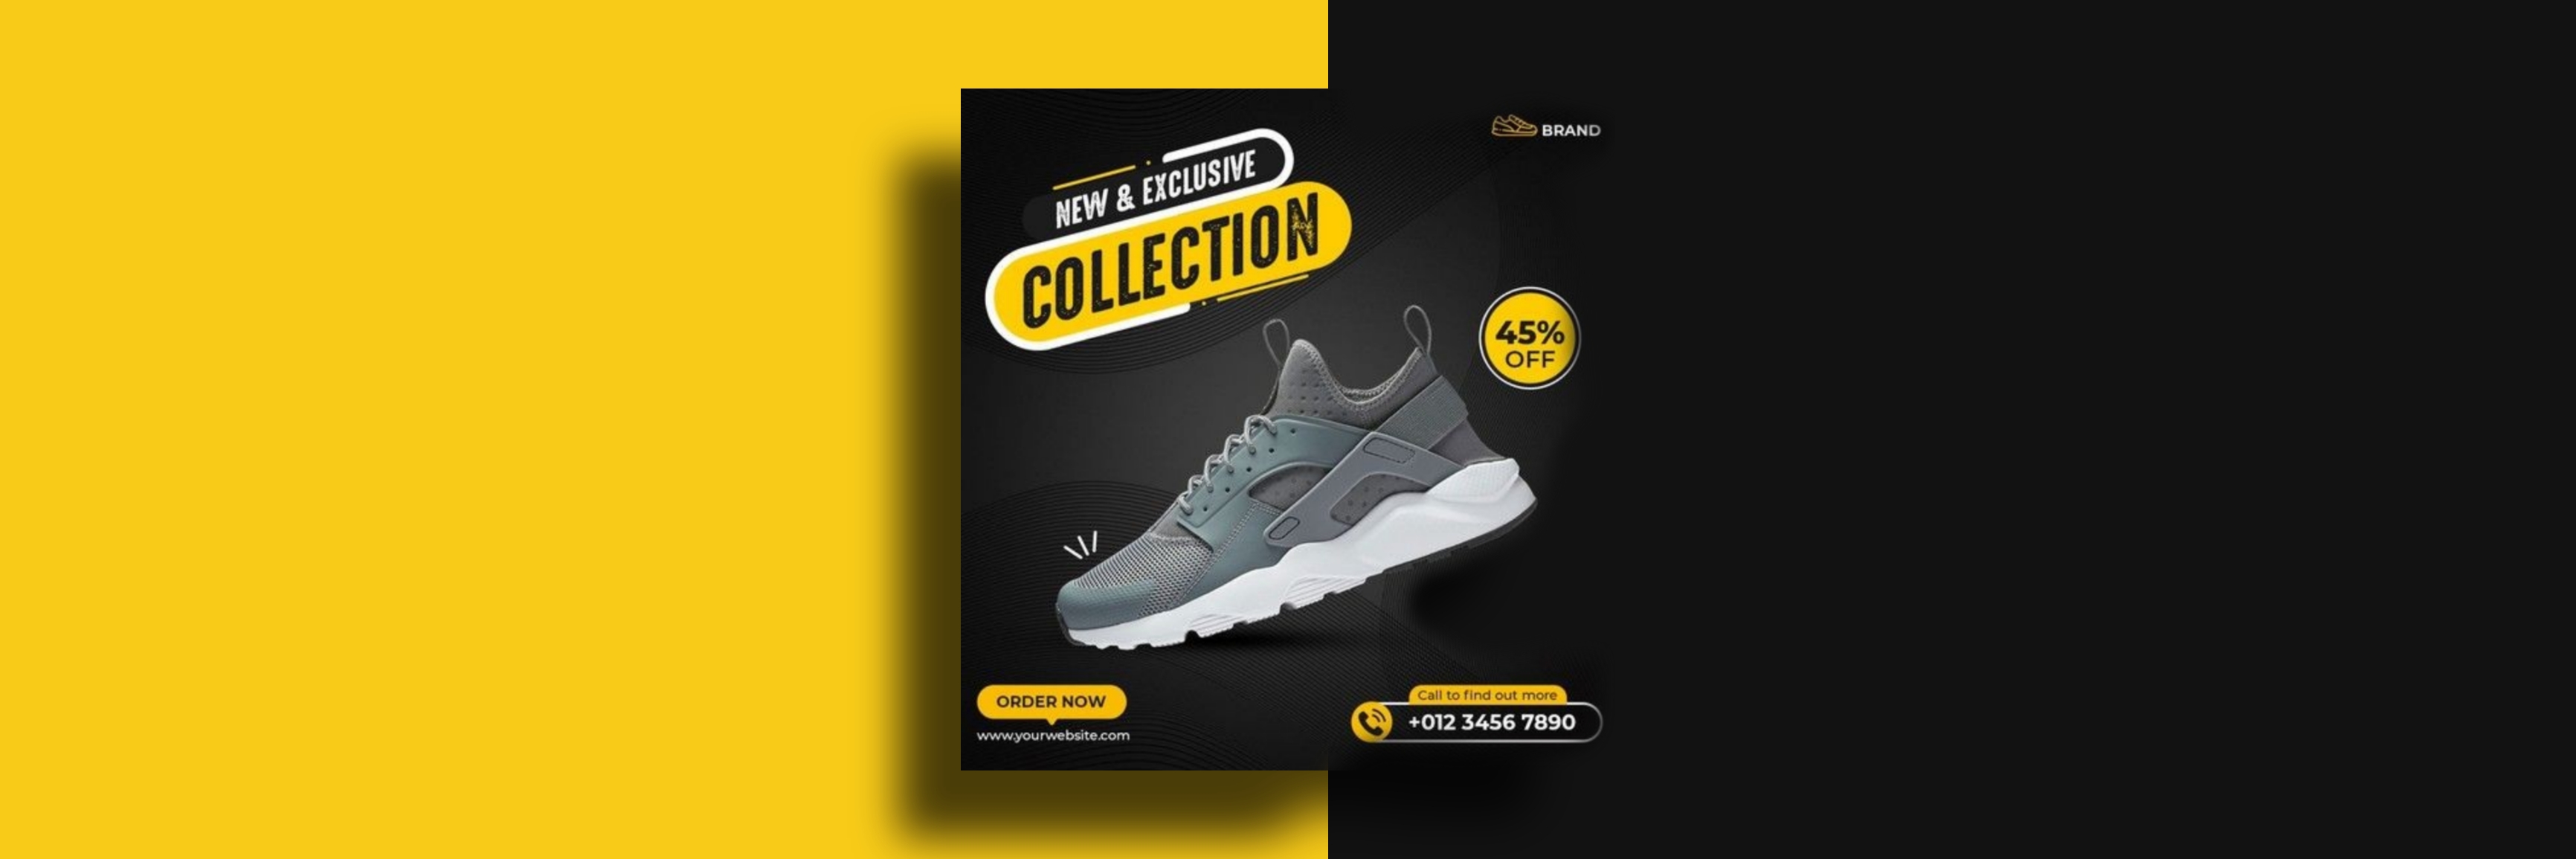 BRAND
NEW & EXCLUSIVE
COLLECTION
45%
OFF
ORDER NOW
www.yourwebsite.com
Call to find out more
+012 3456 7890